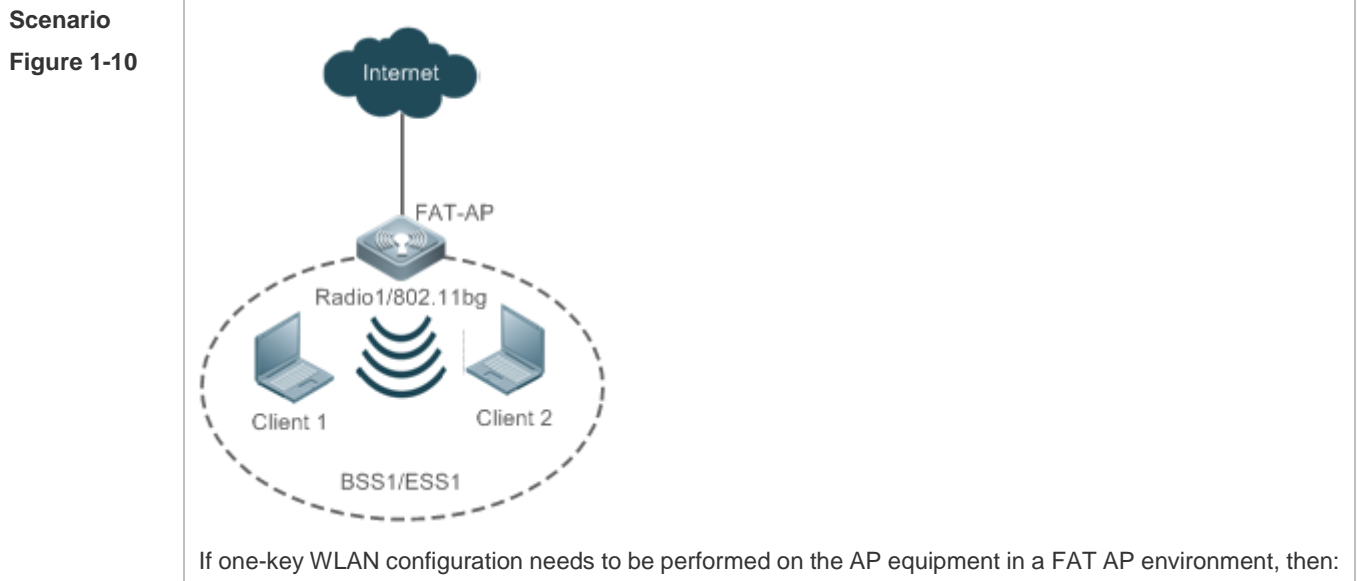 Scenario
Figure 1-10
Internet
FAT-AP
Radio1/802.11bg
Client 1
Client 2
BSS1/ESS1
If one-key WLAN configuration needs to be performed on the AP equipment in a FAT AP environment, then: